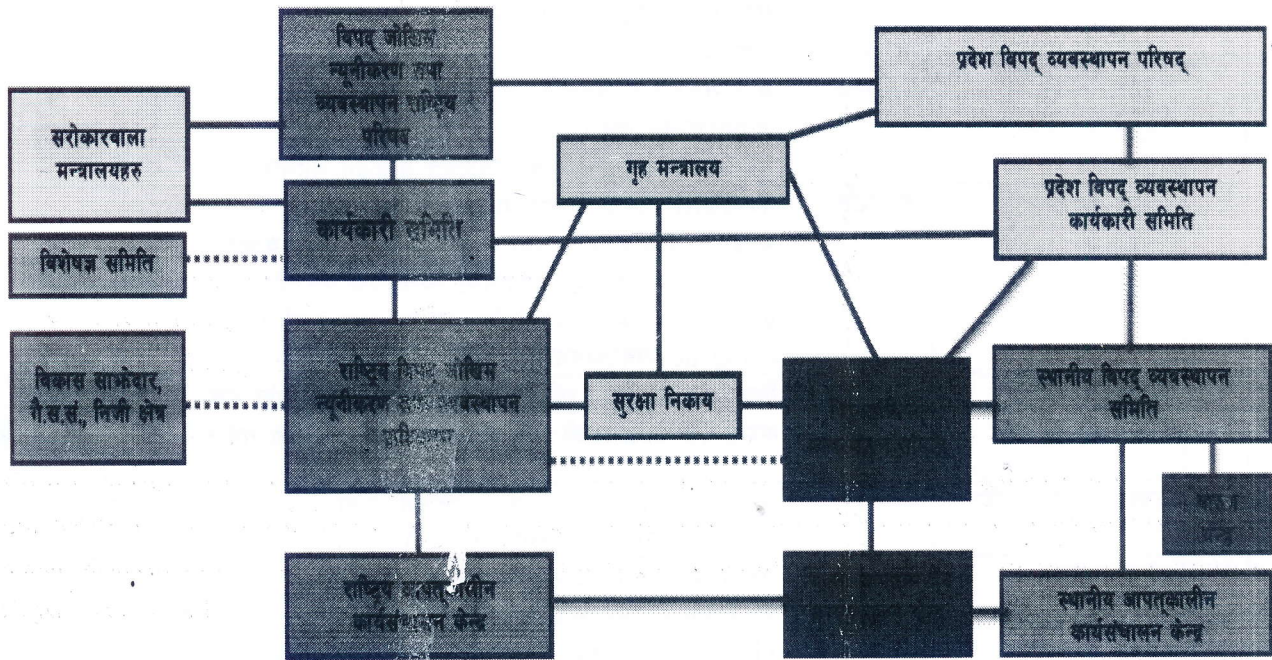 विपद् जोखिम
न्यूनीकरण तथा
व्यवस्थापन राष्ट्रिय
परिषद
प्रदेश विपद् व्यवस्थापन परिषद्
सरोकारवाला
मन्त्रालयहरु
गृह मन्त्रालय
प्रदेश विपद् व्यवस्थापन
कार्यकारी समिति
कार्यकारी समिति
विशेषज्ञ समिति
विकास साझेदार,
गै.स.सं., निजी क्षेत्र
राष्ट्रिय विपद् जोखिम
न्यूनीकरण तथा व्यवस्थापन
सुरक्षा निकाय
स्थानीय विपद् व्यवस्थापन
समिति
राष्ट्रिय आपत्कालीन
कार्यसंचालन केन्द्र
स्थानीय आपत्कालीन
कार्यसंचालन केन्द्र